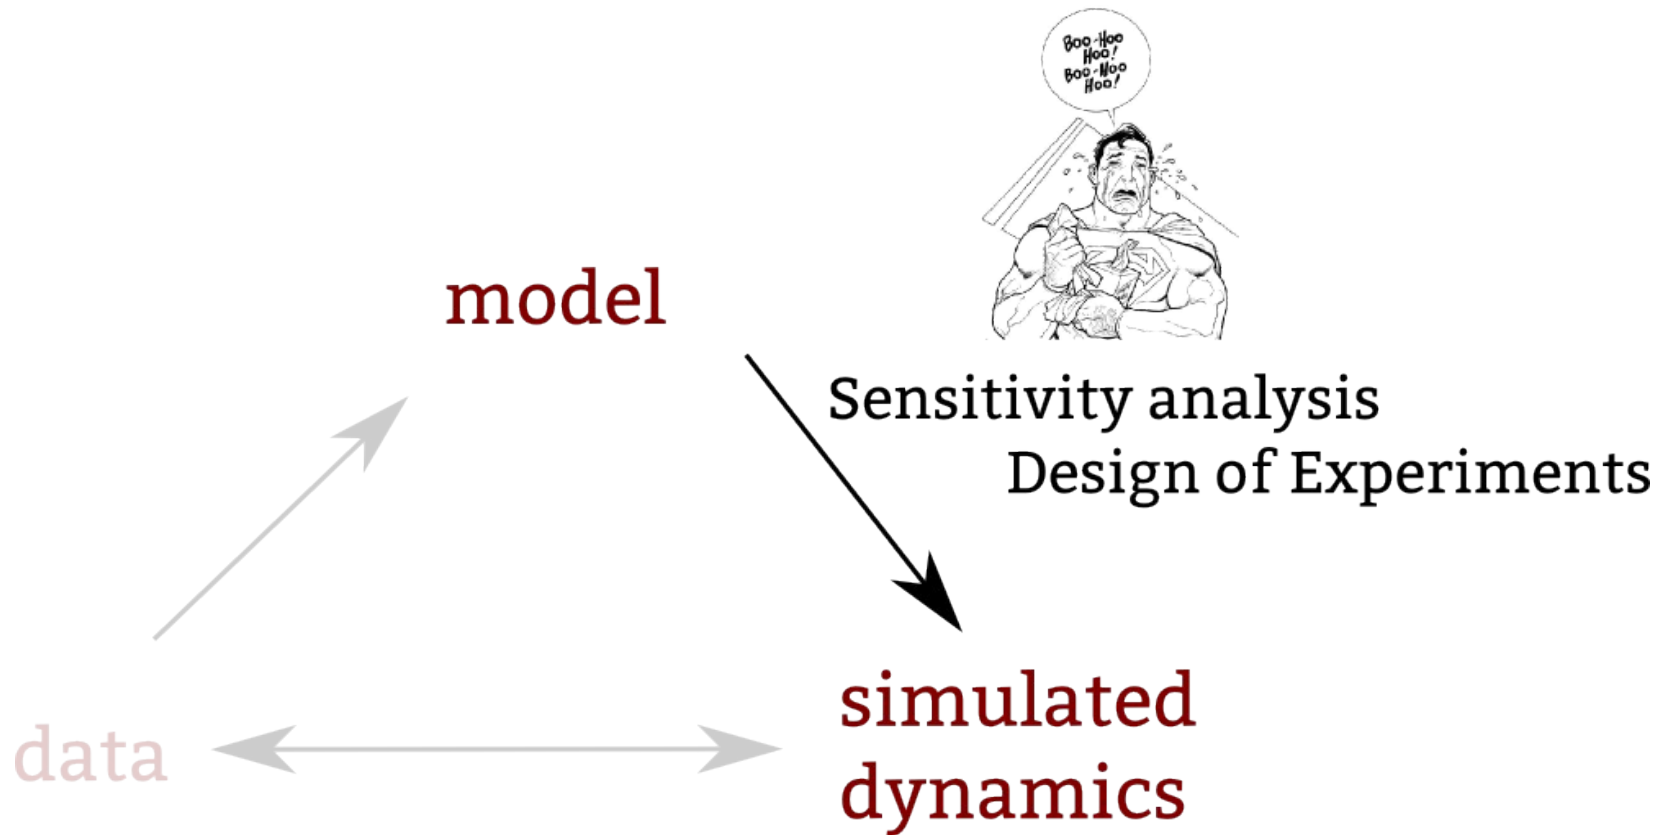 Boo-Hoo
Hoo!
Boo-Hoo
Hoo!
model
Sensitivity analysis
Design of Experiments
simulated
dynamics
data